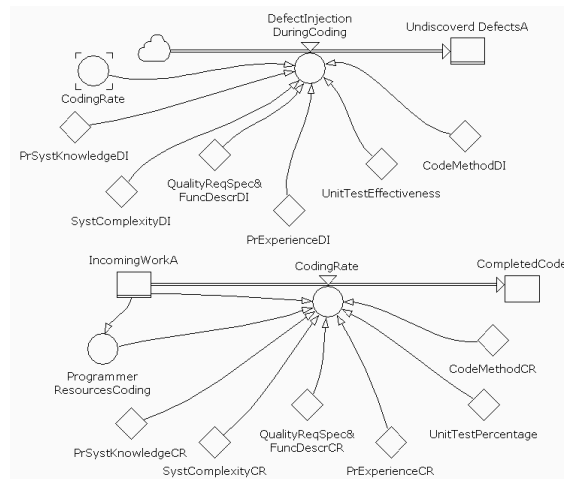 DefectInjection
DuringCoding
Undiscoverd DefectsA
CodingRate
PrSystKnowledgeDI
CodeMethodDI
QualityReqSpec&
FuncDescrDI
UnitTestEffectiveness
SystComplexityDI
PrExperienceDI
IncomingWorkA
CodingRate
CompletedCode
Programmer
ResourcesCoding
CodeMethodCR
PrSystKnowledgeCR
QualityReqSpec&
FuncDescrCR
UnitTestPercentage
SystComplexityCR
PrExperienceCR